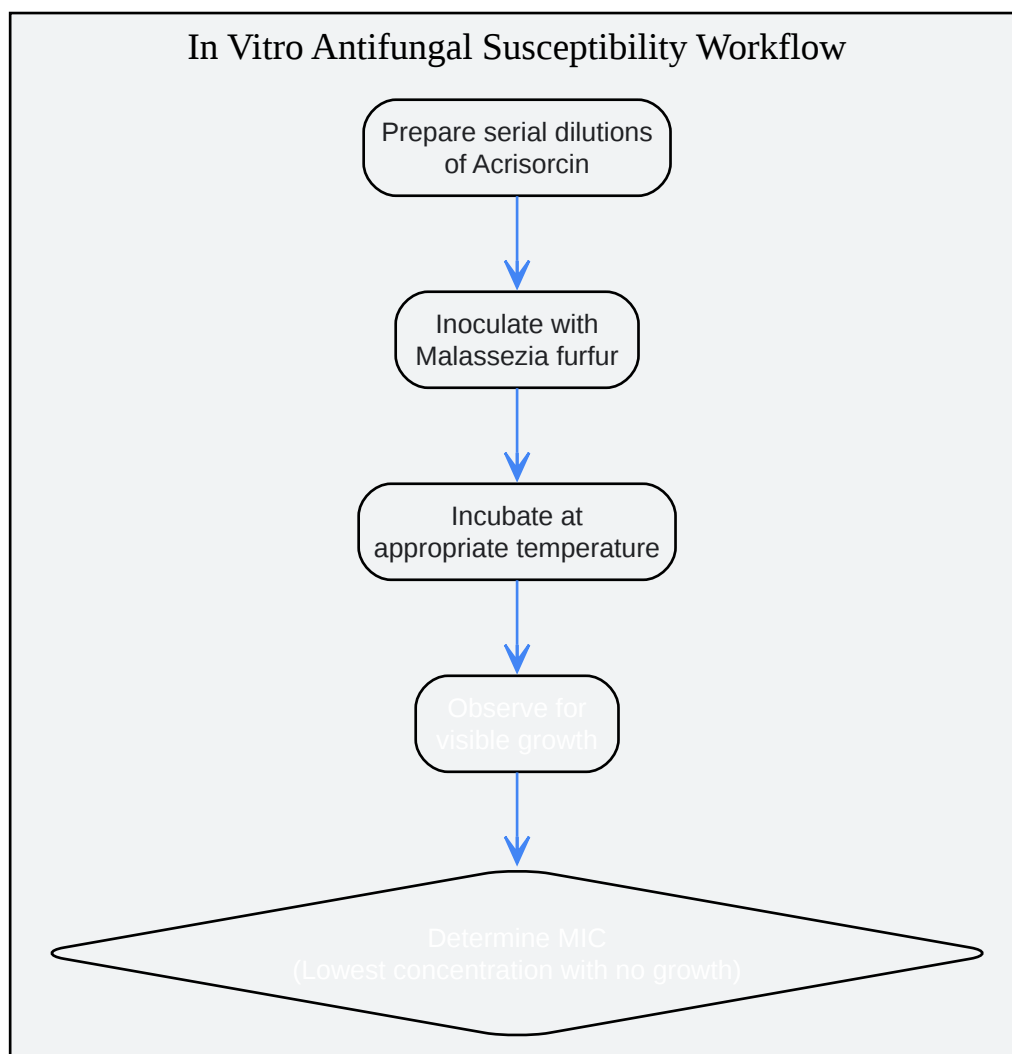 In Vitro Antifungal Susceptibility Workflow
Prepare serial dilutions
of Acrisorcin
Inoculate with
Malassezia furfur
Incubate at
appropriate temperature
Observe for
visible growth
Determine MIC
(Lowest concentration with no growth)